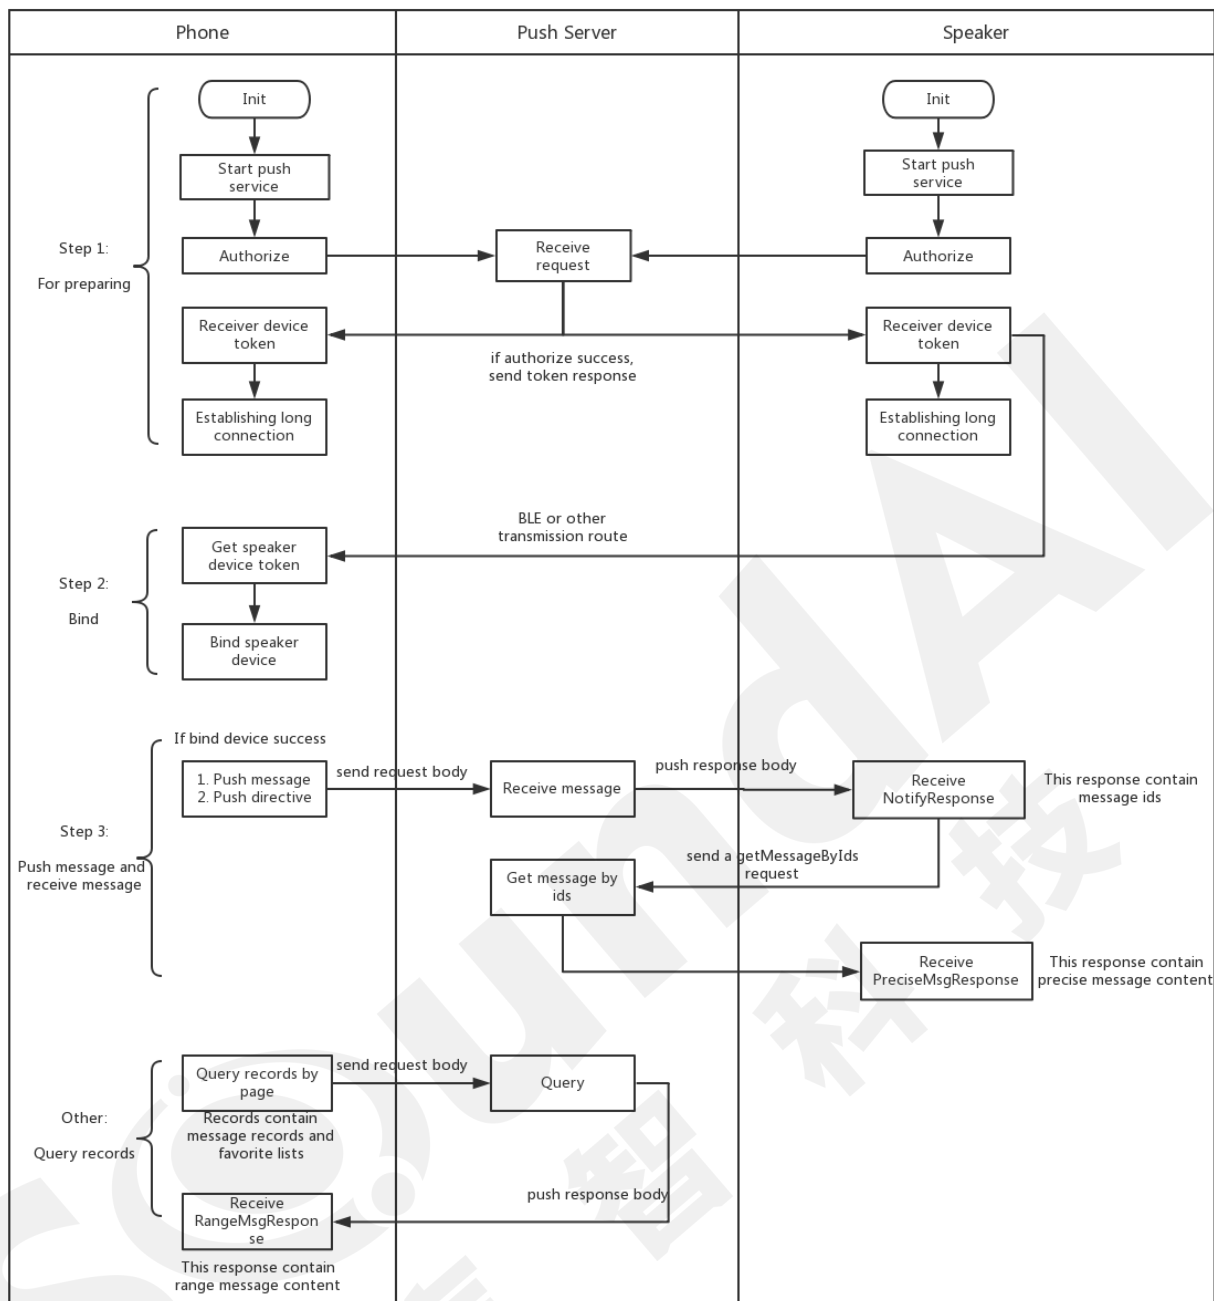 Phone
Push Server
Speaker
Init
Init
Start push
service
Start push
service
Step 1:
For preparing
Authorize
Receive
request
Authorize
Receiver device
token
if authorize success,
send token response
Receiver device
token
Establishing long
connection
Establishing long
connection
BLE or other
transmission route
Step 2:
Bind
Get speaker
device token
Bind speaker
device
If bind device success
Step 3:
Push message and
receive message
1. Push message
2. Push directive
send request body
Receive message
push response body
Receive
NotifyResponse
This response contain
message ids
send a getMessageByIds
request
Get message by
ids
Receive
PreciseMsgResponse
This response contain
precise message content
Other:
Query records
Query records by
page
send request body
Query
Records contain
message records and
favorite lists
push response body
Receive
RangeMsgRespon
se
This response contain
range message content
SoundAI
智科技